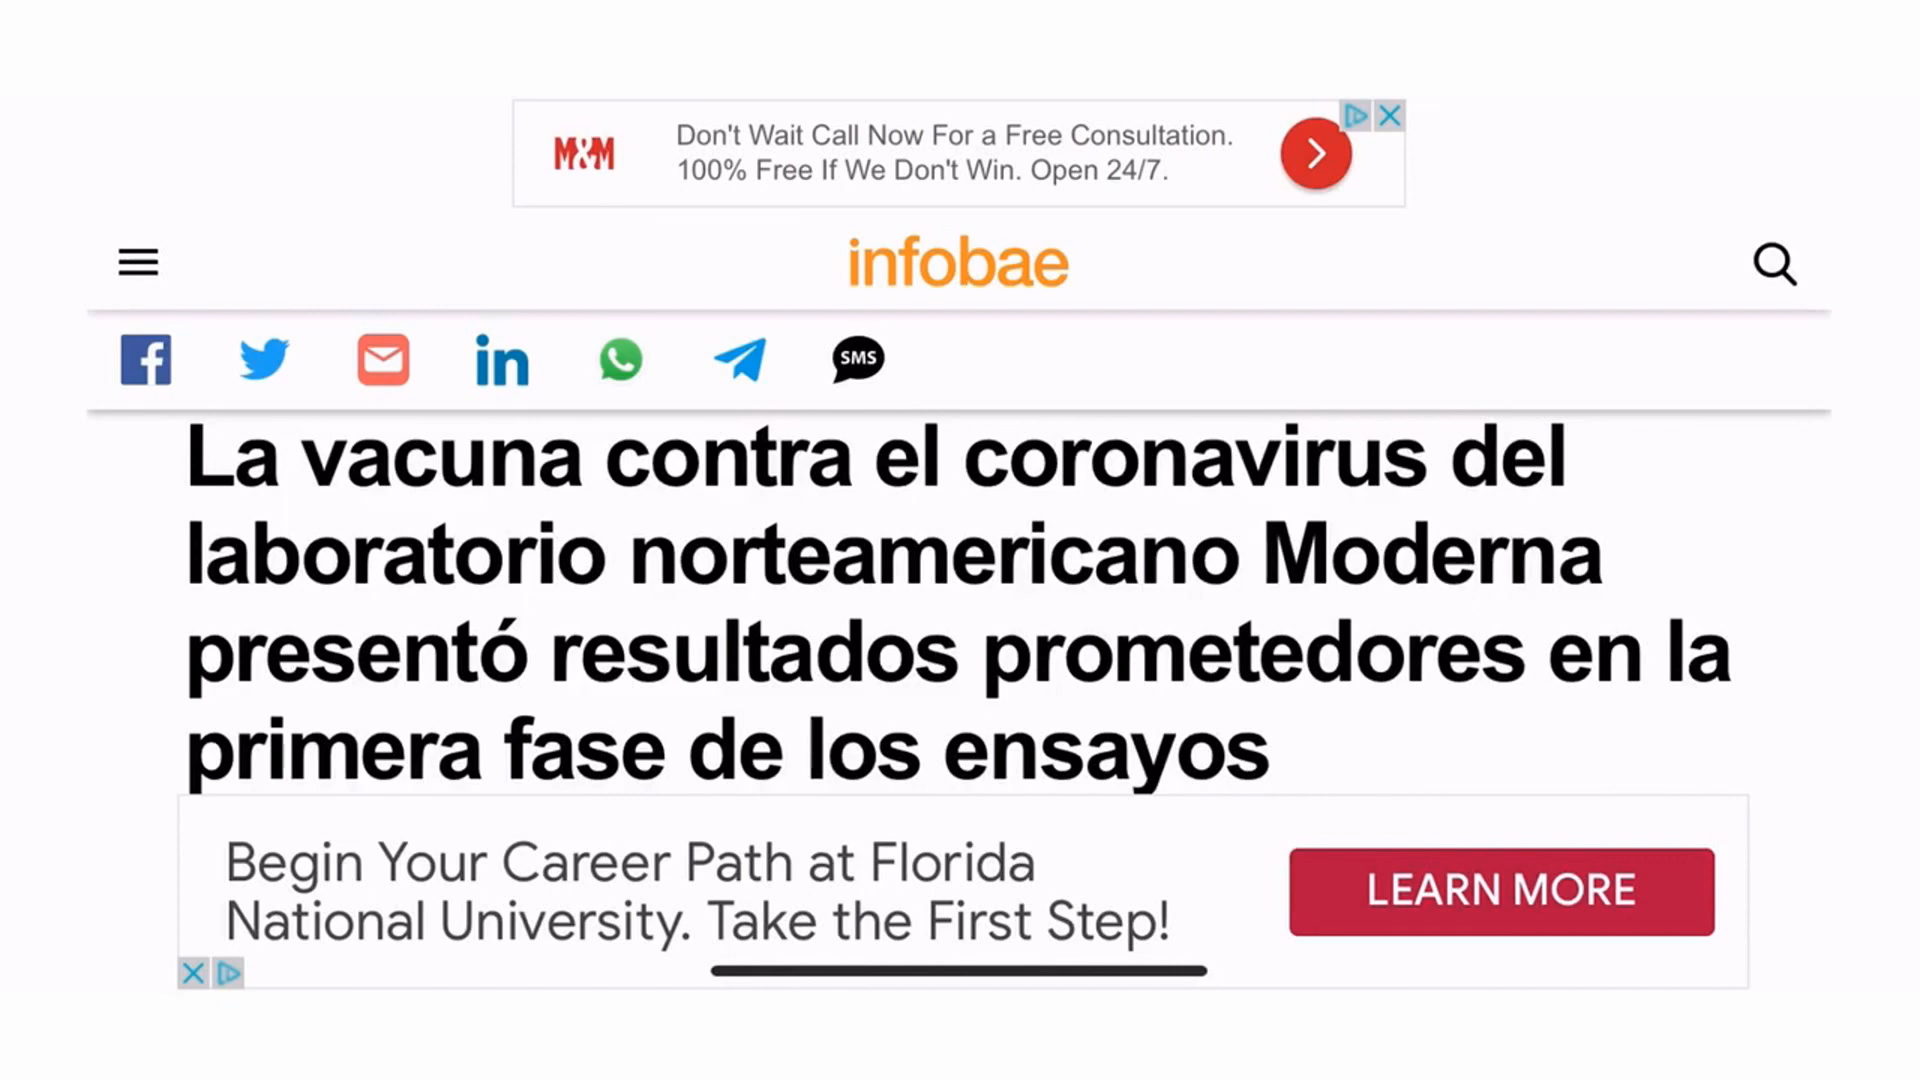 M&M
Don't Wait Call Now For a Free Consultation.
100% Free If We Don't Win. Open 24/7.
infobae
SMS
La vacuna contra el coronavirus del
laboratorio norteamericano Moderna
presentó resultados prometedores en la
primera fase de los ensayos
Begin Your Career Path at Florida
National University. Take the First Step!
LEARN MORE